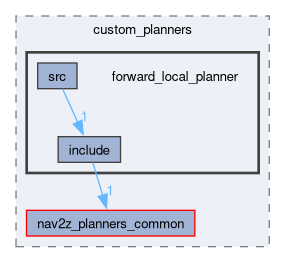 custom_planners
src
forward_local_planner
1
include
1
nav2z_planners_common